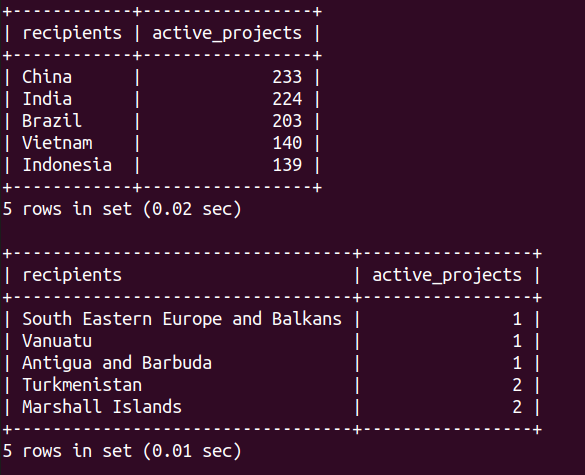 +------------+-----------------+
| recipients | active_projects |
+------------+-----------------+
| China      |             233 |
| India      |             224 |
| Brazil     |             203 |
| Vietnam    |             140 |
| Indonesia  |             139 |
+------------+-----------------+
5 rows in set (0.02 sec)

+----------------------------------+-----------------+
| recipients                       | active_projects |
+----------------------------------+-----------------+
| South Eastern Europe and Balkans |               1 |
| Vanuatu                          |               1 |
| Antigua and Barbuda              |               1 |
| Turkmenistan                     |               2 |
| Marshall Islands                 |               2 |
+----------------------------------+-----------------+
5 rows in set (0.01 sec)